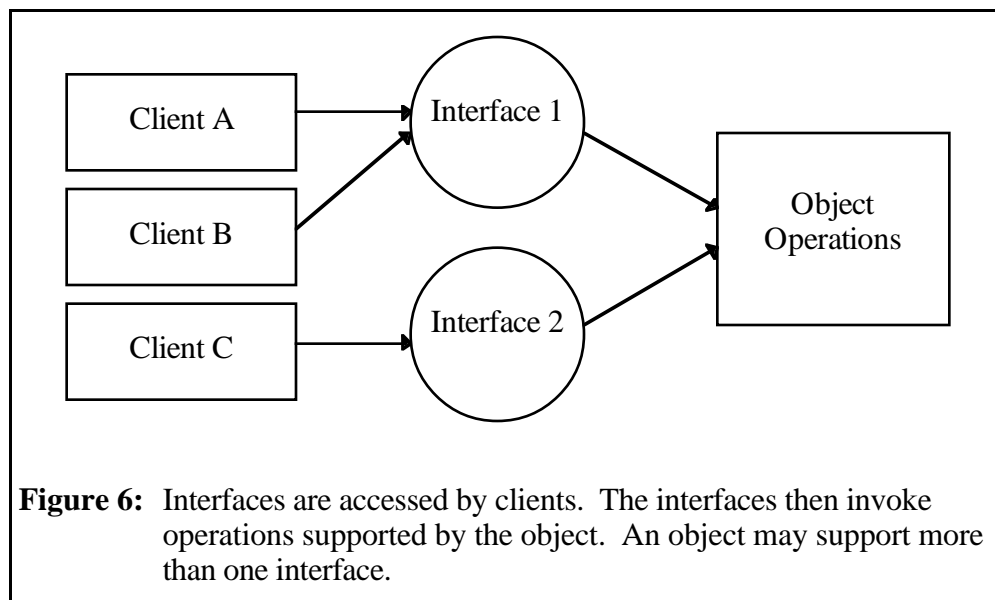 Client A
Interface 1
Client B
Object
Operations
Client C
Interface 2
Figure 6: Interfaces are accessed by clients. The interfaces then invoke
operations supported by the object. An object may support more
than one interface.